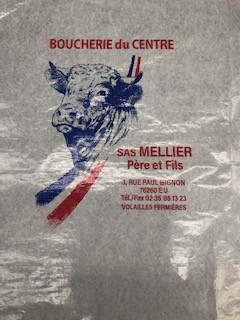 BOUCHERIE du CENTRE
SAS MELLIER
Père et Fils
3, RUE PAUL BIGNON
76260 EU
Tél./Fax 02 35 86 13 23
VOLAILLES FERMIÈRES